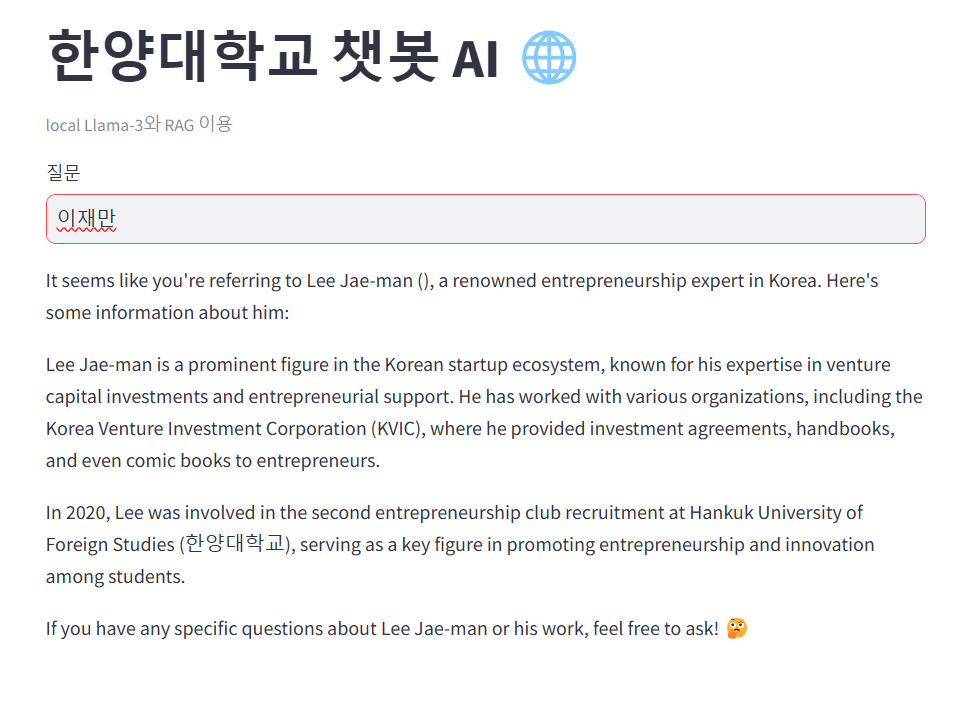 한양대학교 챗봇 AI 🌐
local Llama-3와 RAG 이용
질문
이재만
It seems like you're referring to Lee Jae-man (), a renowned entrepreneurship expert in Korea. Here's
some information about him:
Lee Jae-man is a prominent figure in the Korean startup ecosystem, known for his expertise in venture
capital investments and entrepreneurial support. He has worked with various organizations, including the
Korea Venture Investment Corporation (KVIC), where he provided investment agreements, handbooks,
and even comic books to entrepreneurs.
In 2020, Lee was involved in the second entrepreneurship club recruitment at Hankuk University of
Foreign Studies (한양대학교), serving as a key figure in promoting entrepreneurship and innovation
among students.
If you have any specific questions about Lee Jae-man or his work, feel free to ask! 🤔